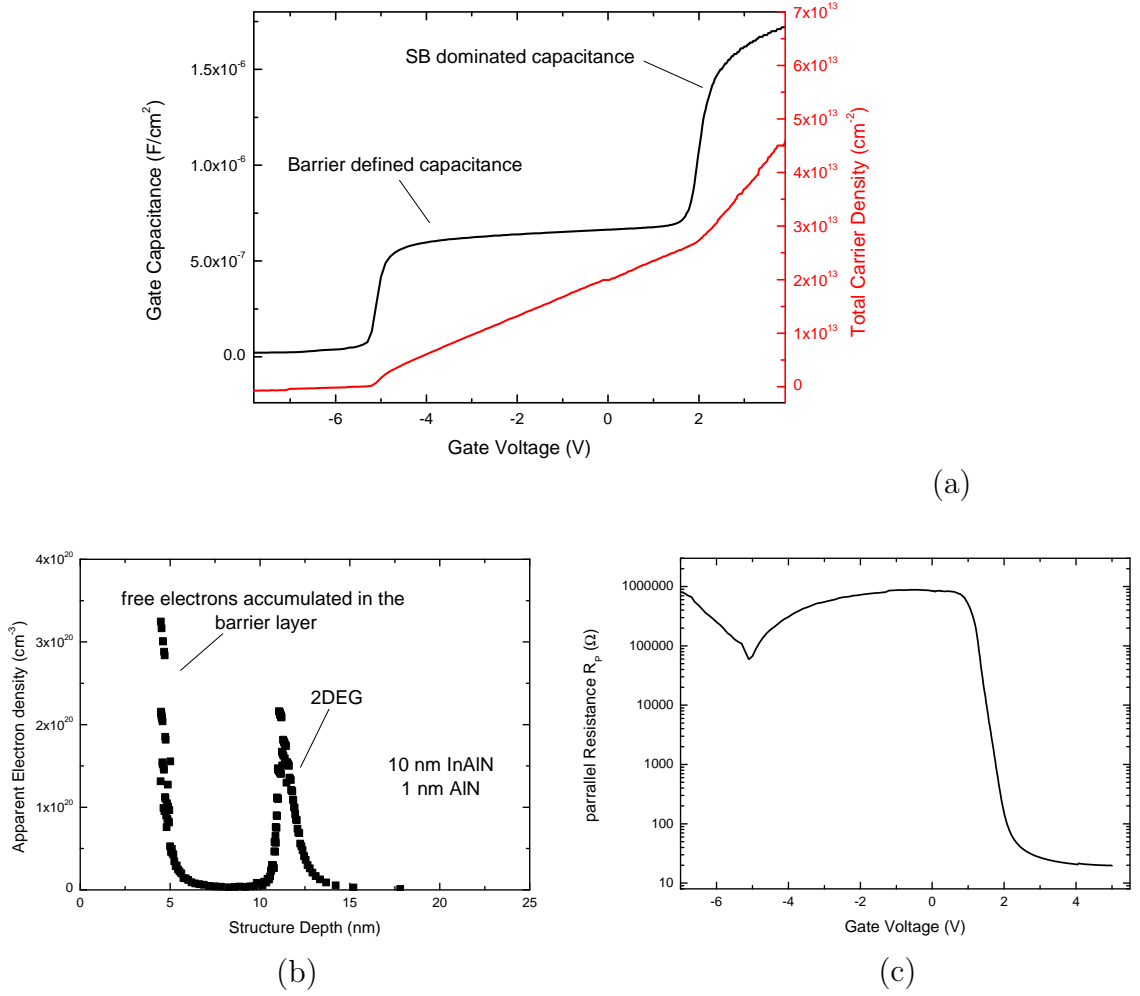 7x10¹³
SB dominated capacitance
6x10¹³
1.5x10⁻⁶
5x10¹³
4x10¹³
1.0x10⁻⁶
Barrier defined capacitance
3x10¹³
5.0x10⁻⁷
2x10¹³
1x10¹³
0.0
0
Gate Capacitance (F/cm²)
Total Carrier Density (cm⁻²)
-6 -4 -2 0 2
Gate Voltage (V)
(a)
4x10²⁰
free electrons accumulated in the
barrier layer
3x10²⁰
2DEG
2x10²⁰
10 nm InAlN
1 nm AlN
1x10²⁰
0
Apparent Electron density (cm⁻³)
0 5 10 15 20 25
Structure Depth (nm)
(b)
1000000
100000
10000
1000
100
10
parrallel Resistance R_P (Ω)
-6 -4 -2 0 2 4
Gate Voltage (V)
(c)